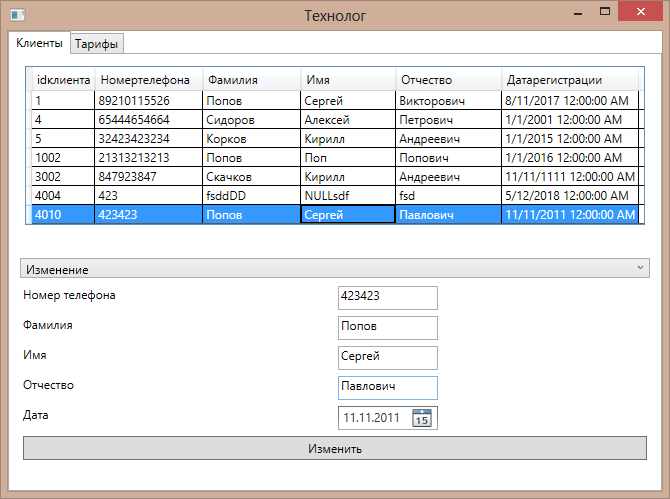 Технолог
Клиенты Тарифы
idклиента Номертелефона Фамилия Имя Отчество Датарегистрации
1 89210115526 Попов Сергей Викторович 8/11/2017 12:00:00 AM
4 65444654664 Сидоров Алексей Петрович 1/1/2001 12:00:00 AM
5 32423423234 Корков Кирилл Андреевич 1/1/2015 12:00:00 AM
1002 21313213213 Попов Поп Попович 1/1/2016 12:00:00 AM
3002 847923847 Скачков Кирилл Андреевич 11/11/1111 12:00:00 AM
4004 423 fsddDD NULLsdf fsd 5/12/2018 12:00:00 AM
4010 423423 Попов Сергей Павлович 11/11/2011 12:00:00 AM
Изменение
Номер телефона 423423
Фамилия Попов
Имя Сергей
Отчество Павлович
Дата 11.11.2011 15
Изменить